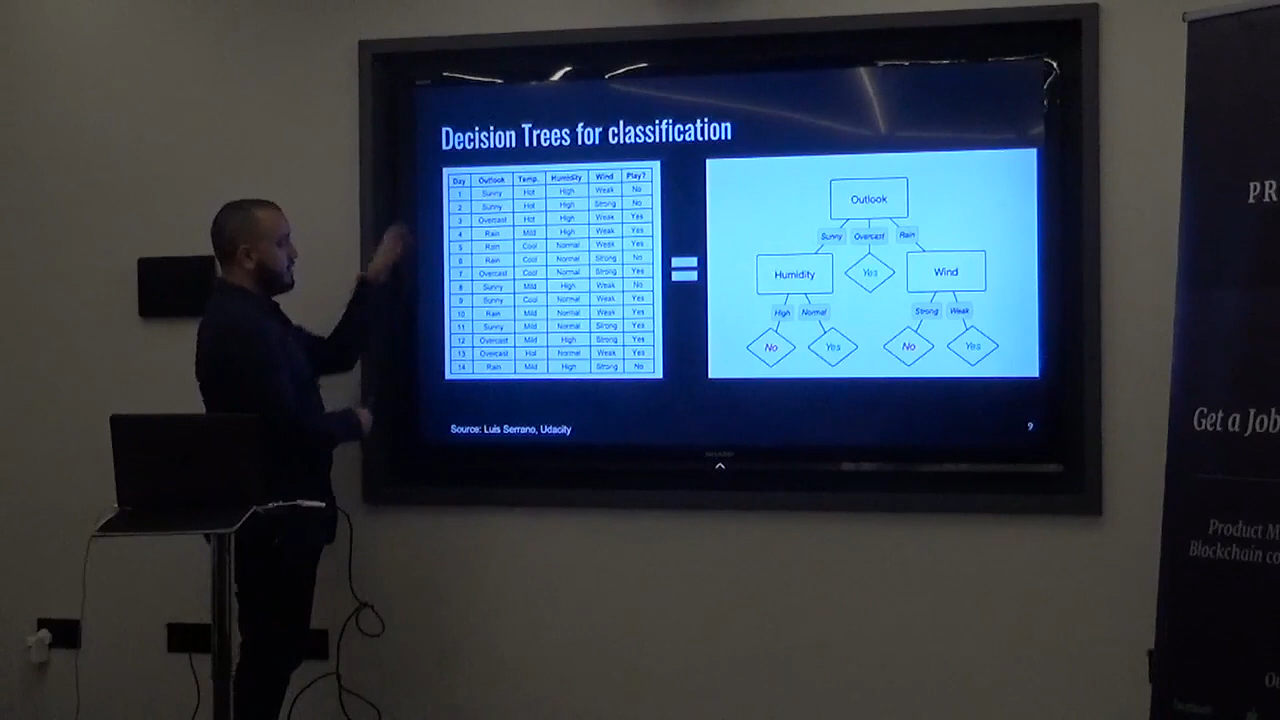 Decision Trees for classification
Day Outlook Temp. Humidity Wind Play?
1 Sunny Hot High Weak No
2 Sunny Hot High Strong No
3 Overcast Hot High Weak Yes
4 Rain Mild High Weak Yes
5 Rain Cool Normal Weak Yes
6 Rain Cool Normal Strong No
7 Overcast Cool Normal Strong Yes
8 Sunny Mild High Weak No
9 Sunny Cool Normal Weak Yes
10 Rain Mild Normal Weak Yes
11 Sunny Mild Normal Strong Yes
12 Overcast Mild High Strong Yes
13 Overcast Hot Normal Weak Yes
14 Rain Mild High Strong No
=
Outlook
Sunny Overcast Rain
Humidity Yes Wind
High Normal Strong Weak
No Yes No Yes
Source: Luis Serrano, Udacity
9
SHARP
PR
Get a Job
Product M
Blockchain co